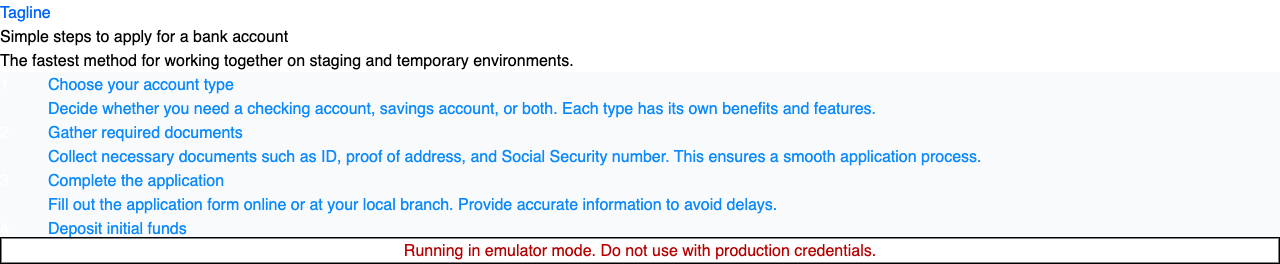 Tagline
Simple steps to apply for a bank account
The fastest method for working together on staging and temporary environments.
1 Choose your account type
Decide whether you need a checking account, savings account, or both. Each type has its own benefits and features.
2 Gather required documents
Collect necessary documents such as ID, proof of address, and Social Security number. This ensures a smooth application process.
3 Complete the application
Fill out the application form online or at your local branch. Provide accurate information to avoid delays.
4 Deposit initial funds
Running in emulator mode. Do not use with production credentials.